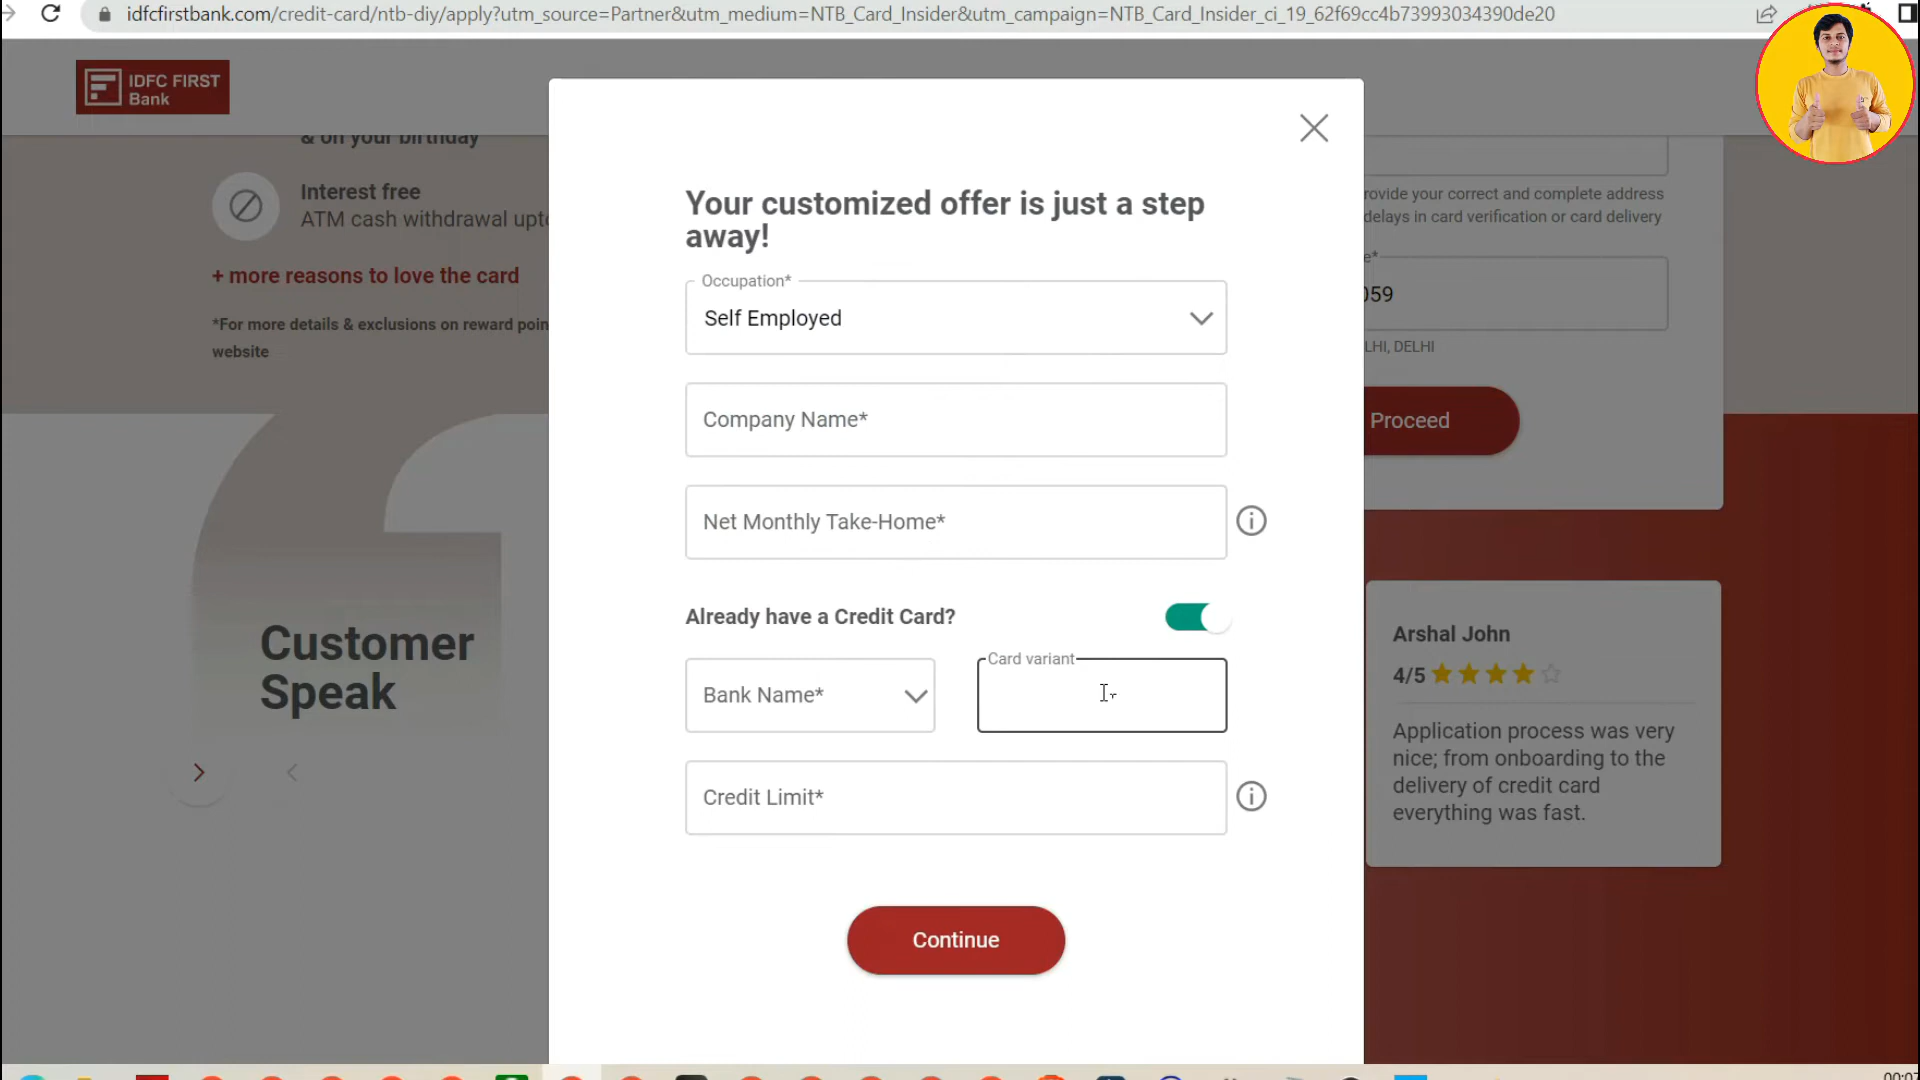 idfcfirstbank.com/credit-card/ntb-diy/apply?utm_source=Partner&utm_medium=NTB_Card_Insider&utm_campaign=NTB_Card_Insider_ci_19_62f69cc4b73993034390de20
IDFC FIRST
Bank
& on your birthday
Interest free
ATM cash withdrawal upto
+ more reasons to love the card
*For more details & exclusions on reward poin
website
Customer
Speak
Your customized offer is just a step
away!
Occupation*
Self Employed
Company Name*
Net Monthly Take-Home*
Already have a Credit Card?
Bank Name*
Card variant
Credit Limit*
Continue
rovide your correct and complete address
delays in card verification or card delivery
e*
059
LHI, DELHI
Proceed
Arshal John
4/5
Application process was very
nice; from onboarding to the
delivery of credit card
everything was fast.